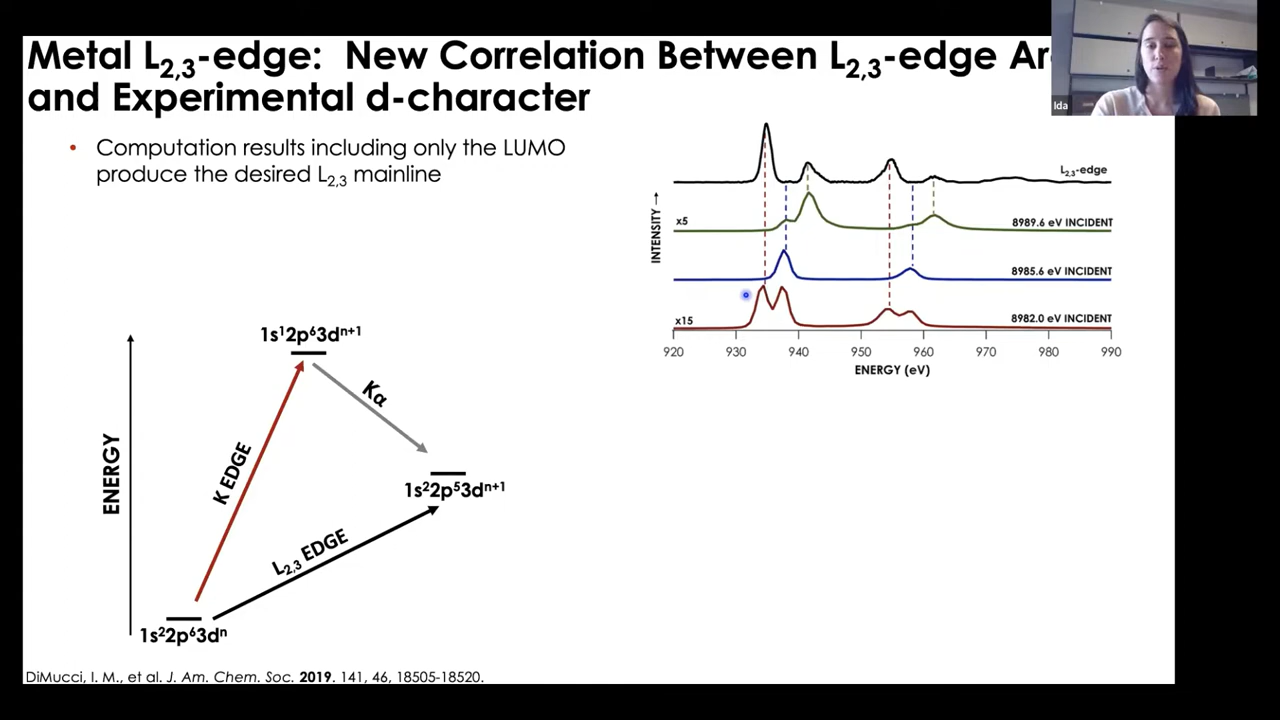 Metal L2,3-edge: New Correlation Between L2,3-edge
and Experimental d-character
Ida
• Computation results including only the LUMO
produce the desired L2,3 mainline
L2,3-edge
x5
8989.6 eV INCIDENT
8985.6 eV INCIDENT
x15
8982.0 eV INCIDENT
INTENSITY →
920 930 940 950 960 970 980 990
ENERGY (eV)
1s¹2p⁶3dⁿ⁺¹
Kα
K EDGE
ENERGY
1s²2p⁵3dⁿ⁺¹
L2,3 EDGE
1s²2p⁶3dⁿ
DiMucci, I. M., et al. J. Am. Chem. Soc. 2019. 141, 46, 18505-18520.